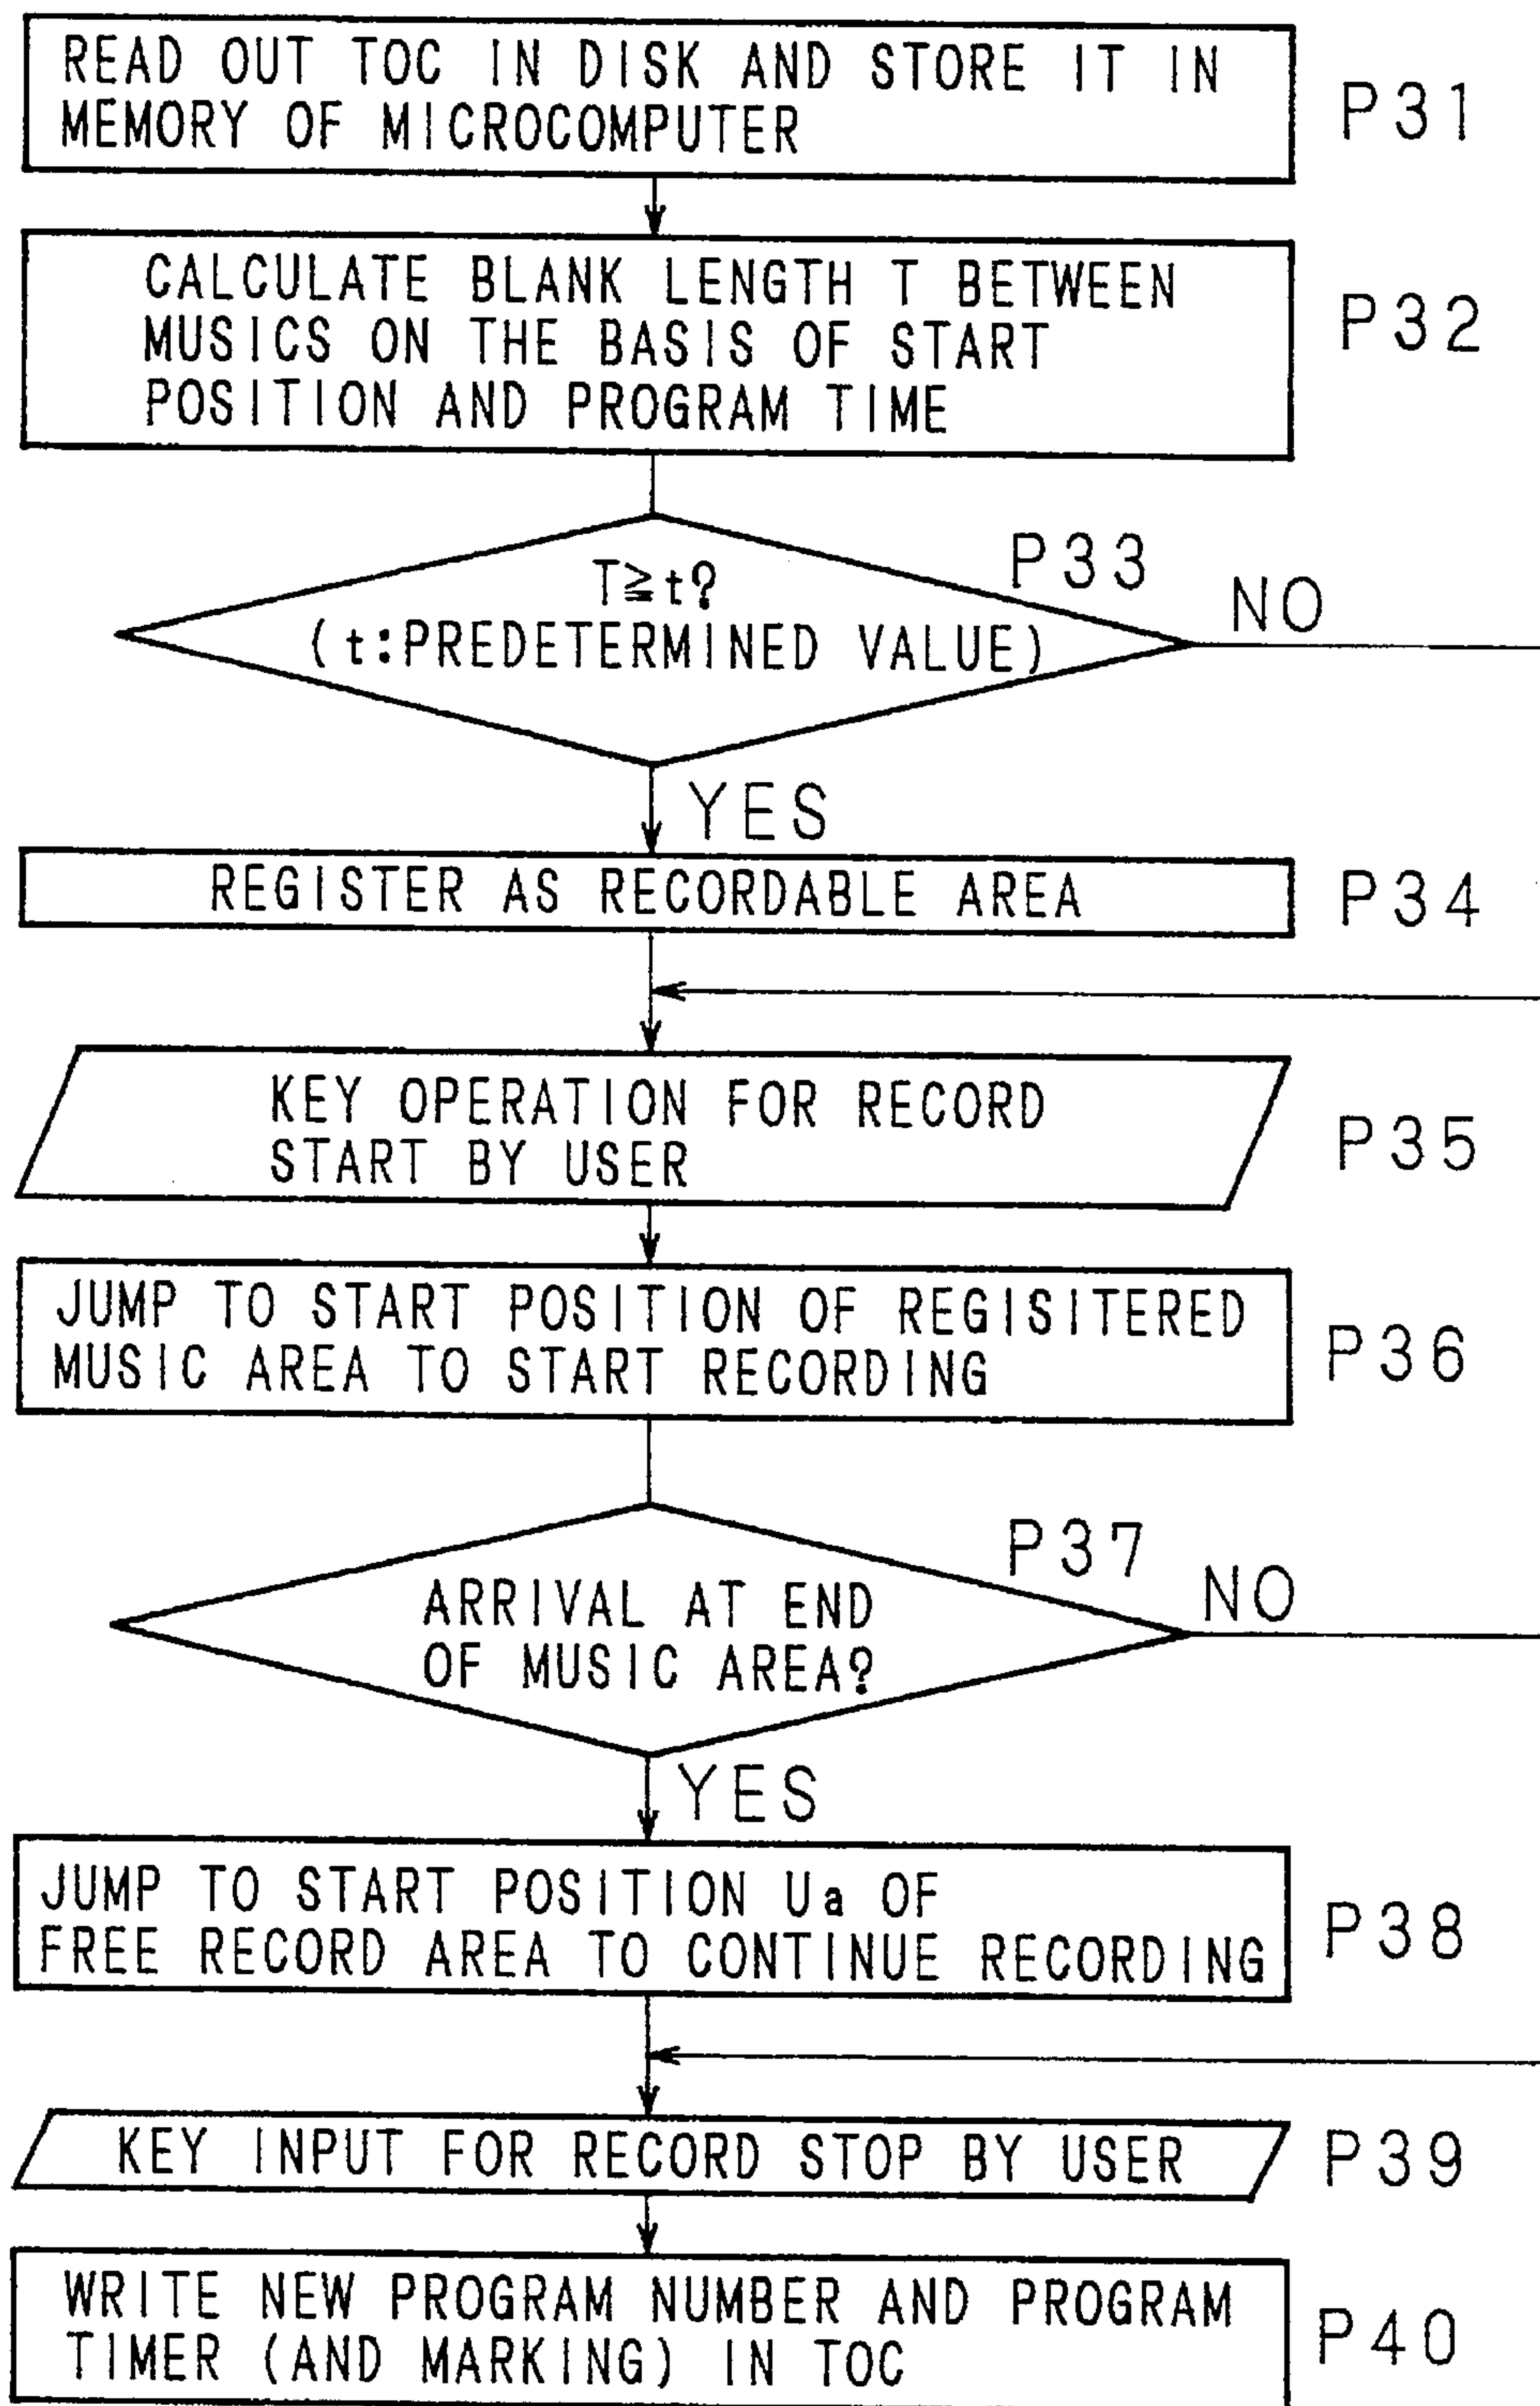 READ OUT TOC IN DISK AND STORE IT IN
MEMORY OF MICROCOMPUTER
P31
CALCULATE BLANK LENGTH T BETWEEN
MUSICS ON THE BASIS OF START
POSITION AND PROGRAM TIME
P32
P33
T≧t?
(t:PREDETERMINED VALUE)
NO
YES
REGISTER AS RECORDABLE AREA
P34
KEY OPERATION FOR RECORD
START BY USER
P35
JUMP TO START POSITION OF REGISITERED
MUSIC AREA TO START RECORDING
P36
P37
ARRIVAL AT END
OF MUSIC AREA?
NO
YES
JUMP TO START POSITION Ua OF
FREE RECORD AREA TO CONTINUE RECORDING
P38
KEY INPUT FOR RECORD STOP BY USER
P39
WRITE NEW PROGRAM NUMBER AND PROGRAM
TIMER (AND MARKING) IN TOC
P40